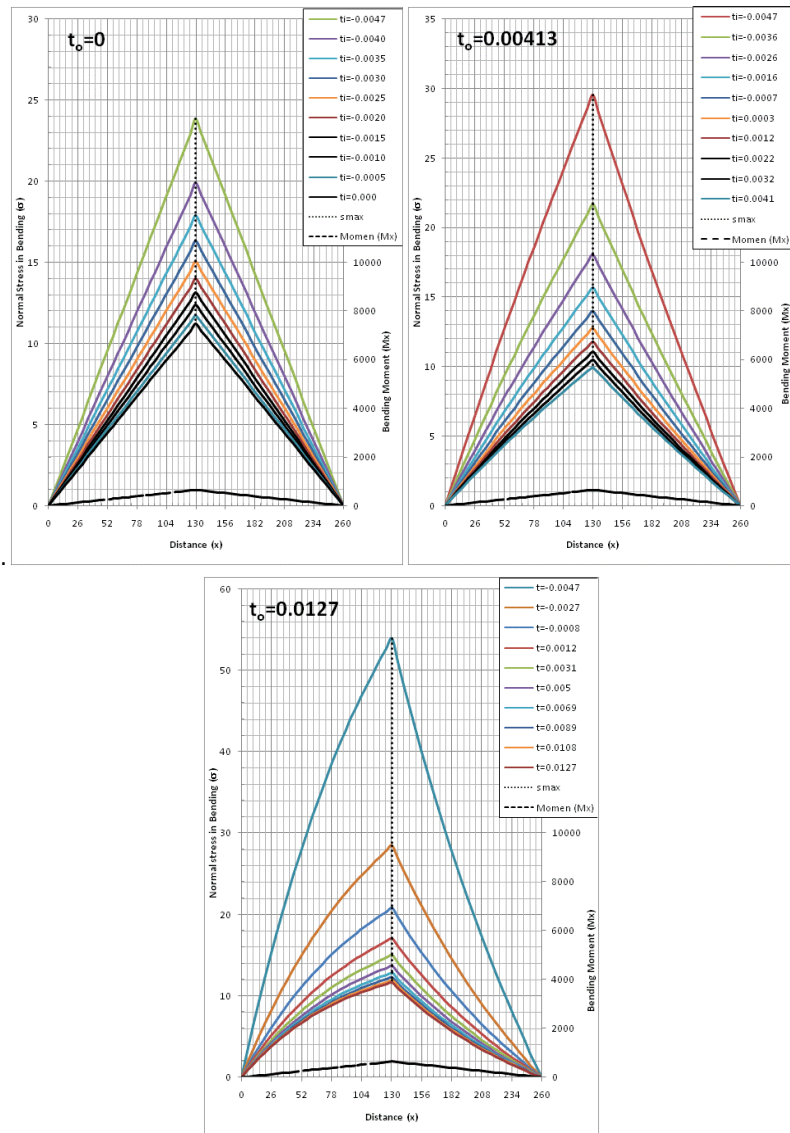 t₀=0
30
25
20
15
10
5
0
Normal Stress in Bending (σ)
ti=-0.0047
ti=-0.0040
ti=-0.0035
ti=-0.0030
ti=-0.0025
ti=-0.0020
ti=-0.0015
ti=-0.0010
ti=-0.0005
ti=0.000
smax
Momen (Mx)
10000
8000
6000
4000
2000
0
Bending Moment (Mx)
0 26 52 78 104 130 156 182 208 234 260
Distance (x)
t₀=0.00413
35
30
25
20
15
10
5
0
Normal Stress in Bending (σ)
ti=-0.0047
ti=-0.0036
ti=-0.0026
ti=-0.0016
ti=-0.0007
ti=0.0003
ti=0.0012
ti=0.0022
ti=0.0032
ti=0.0041
smax
Momen (Mx)
10000
8000
6000
4000
2000
0
Bending Moment (Mx)
0 26 52 78 104 130 156 182 208 234 260
Distance (x)
.
t₀=0.0127
60
50
40
30
20
10
0
Normal stress in Bending (σ)
t=-0.0047
t=-0.0027
t=-0.0008
t=0.0012
t=0.0031
t=0.005
t=0.0069
t=0.0089
t=0.0108
t=0.0127
smax
Momen (Mx)
10000
8000
6000
4000
2000
0
Bending Moment (Mx)
0 26 52 78 104 130 156 182 208 234 260
Distance (x)